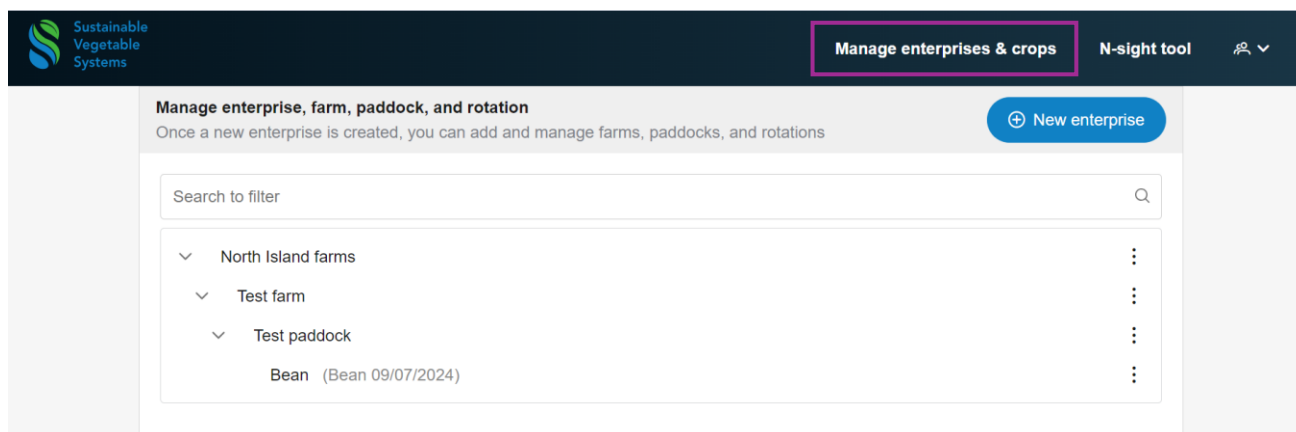 Sustainable
Vegetable
Systems
Manage enterprises & crops N-sight tool
Manage enterprise, farm, paddock, and rotation
Once a new enterprise is created, you can add and manage farms, paddocks, and rotations
New enterprise
Search to filter
North Island farms
Test farm
Test paddock
Bean (Bean 09/07/2024)